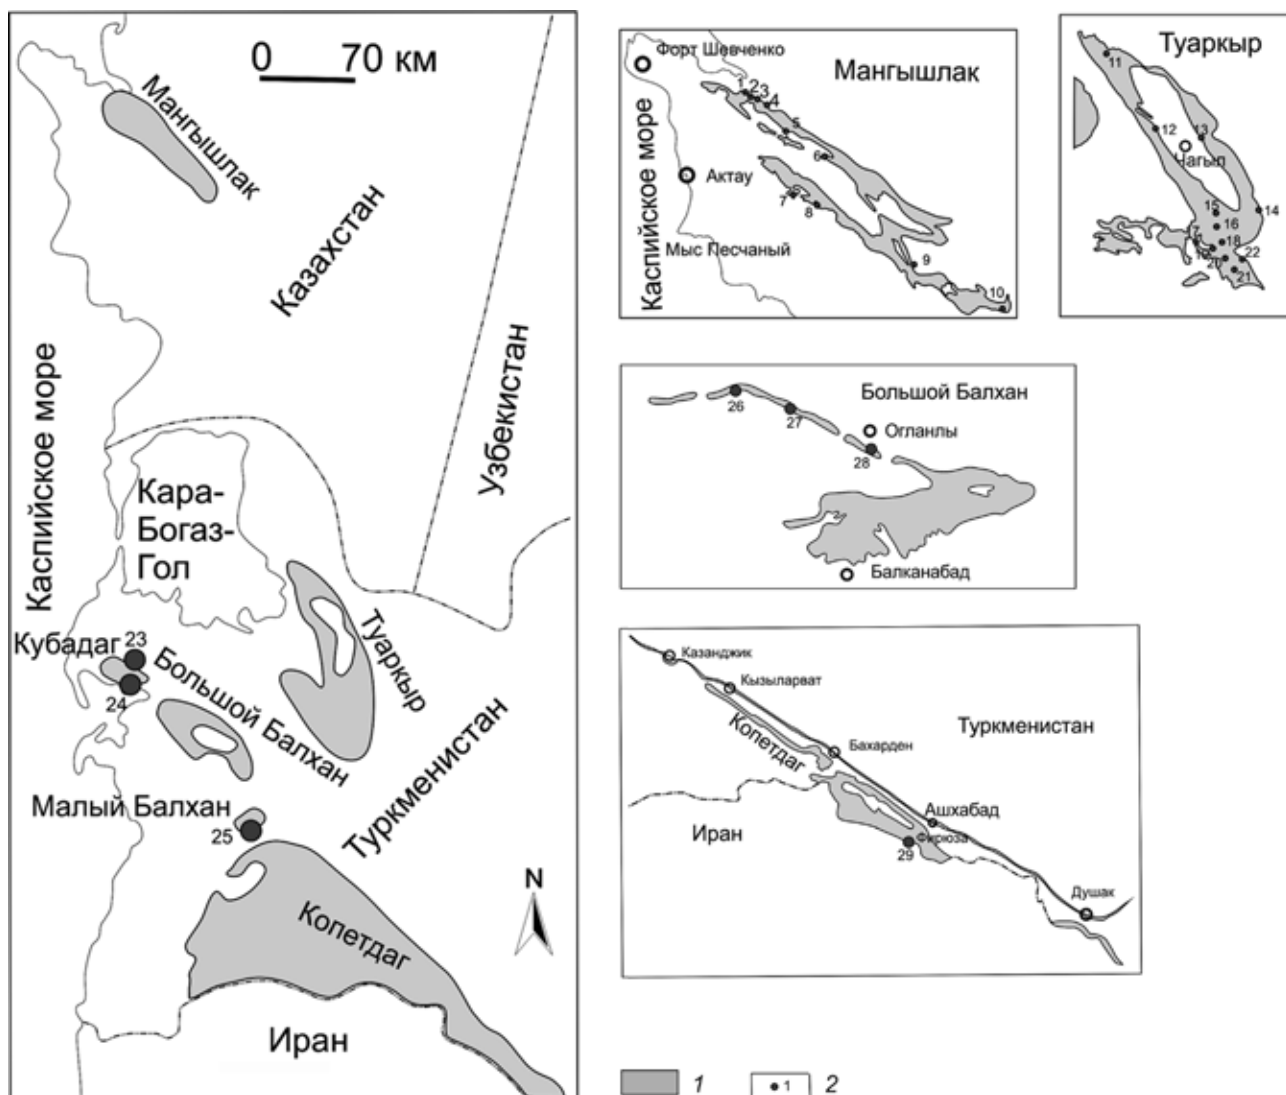 0 70 км
Мангышлак
Казахстан
Узбекистан
Каспийское море
Кара-
Богаз-
Гол
Кубадаг 23
24
Большой Балхан
Туаркыр
Малый Балхан
25
Туркменистан
N
Копетдаг
Иран
Форт Шевченко
Мангышлак
1 2 3 4
5
6
Каспийское море
Актау
7 8
Мыс Песчаный
9
10
Туаркыр
11
12 13
Нагыл
15 14
16
18
20 22
21
Большой Балхан
26
27
Огланлы
28
Балканабад
Казанджик
Кызыларват
Копетдаг
Туркменистан
Бахарден
Ашхабад
Иран
Фирюза
29
Душак
1 1 2